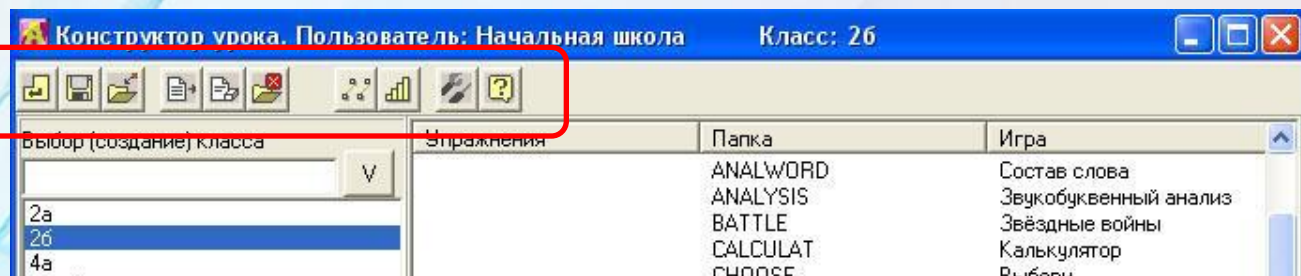 Конструктор урока. Пользователь: Начальная школа Класс: 2б
Выбор (создание) класса
V
2а
2б
4а
Упражнения Папка Игра
ANALWORD Состав слова
ANALYSIS Звукобуквенный анализ
BATTLE Звёздные войны
CALCULAT Калькулятор
CHOOSE